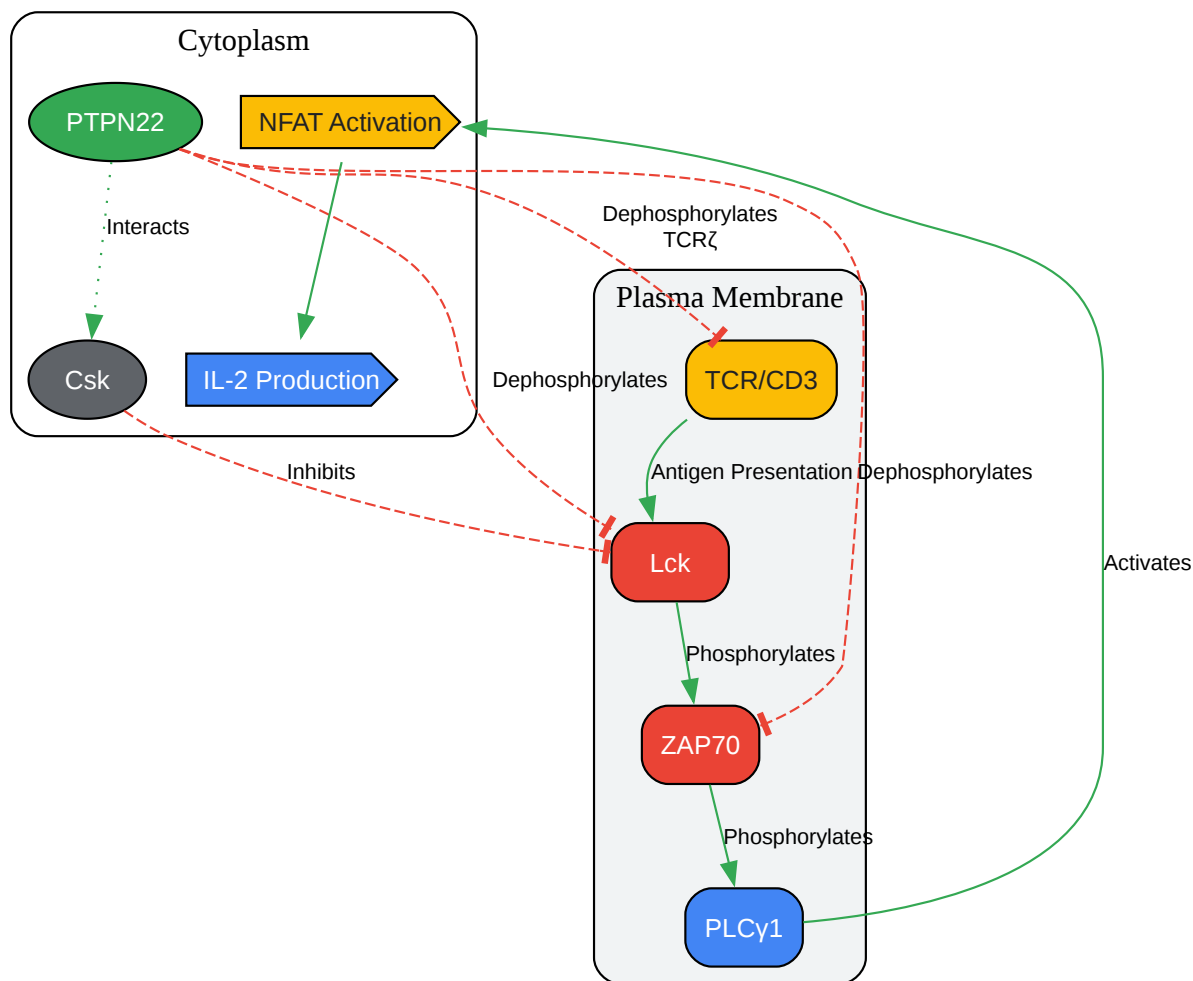 Cytoplasm
PTPN22
NFAT Activation
Interacts
Dephosphorylates
TCRζ
Plasma Membrane
Csk
IL-2 Production
Dephosphorylates
TCR/CD3
Inhibits
Antigen Presentation
Dephosphorylates
Lck
Activates
Phosphorylates
ZAP70
Phosphorylates
PLCγ1